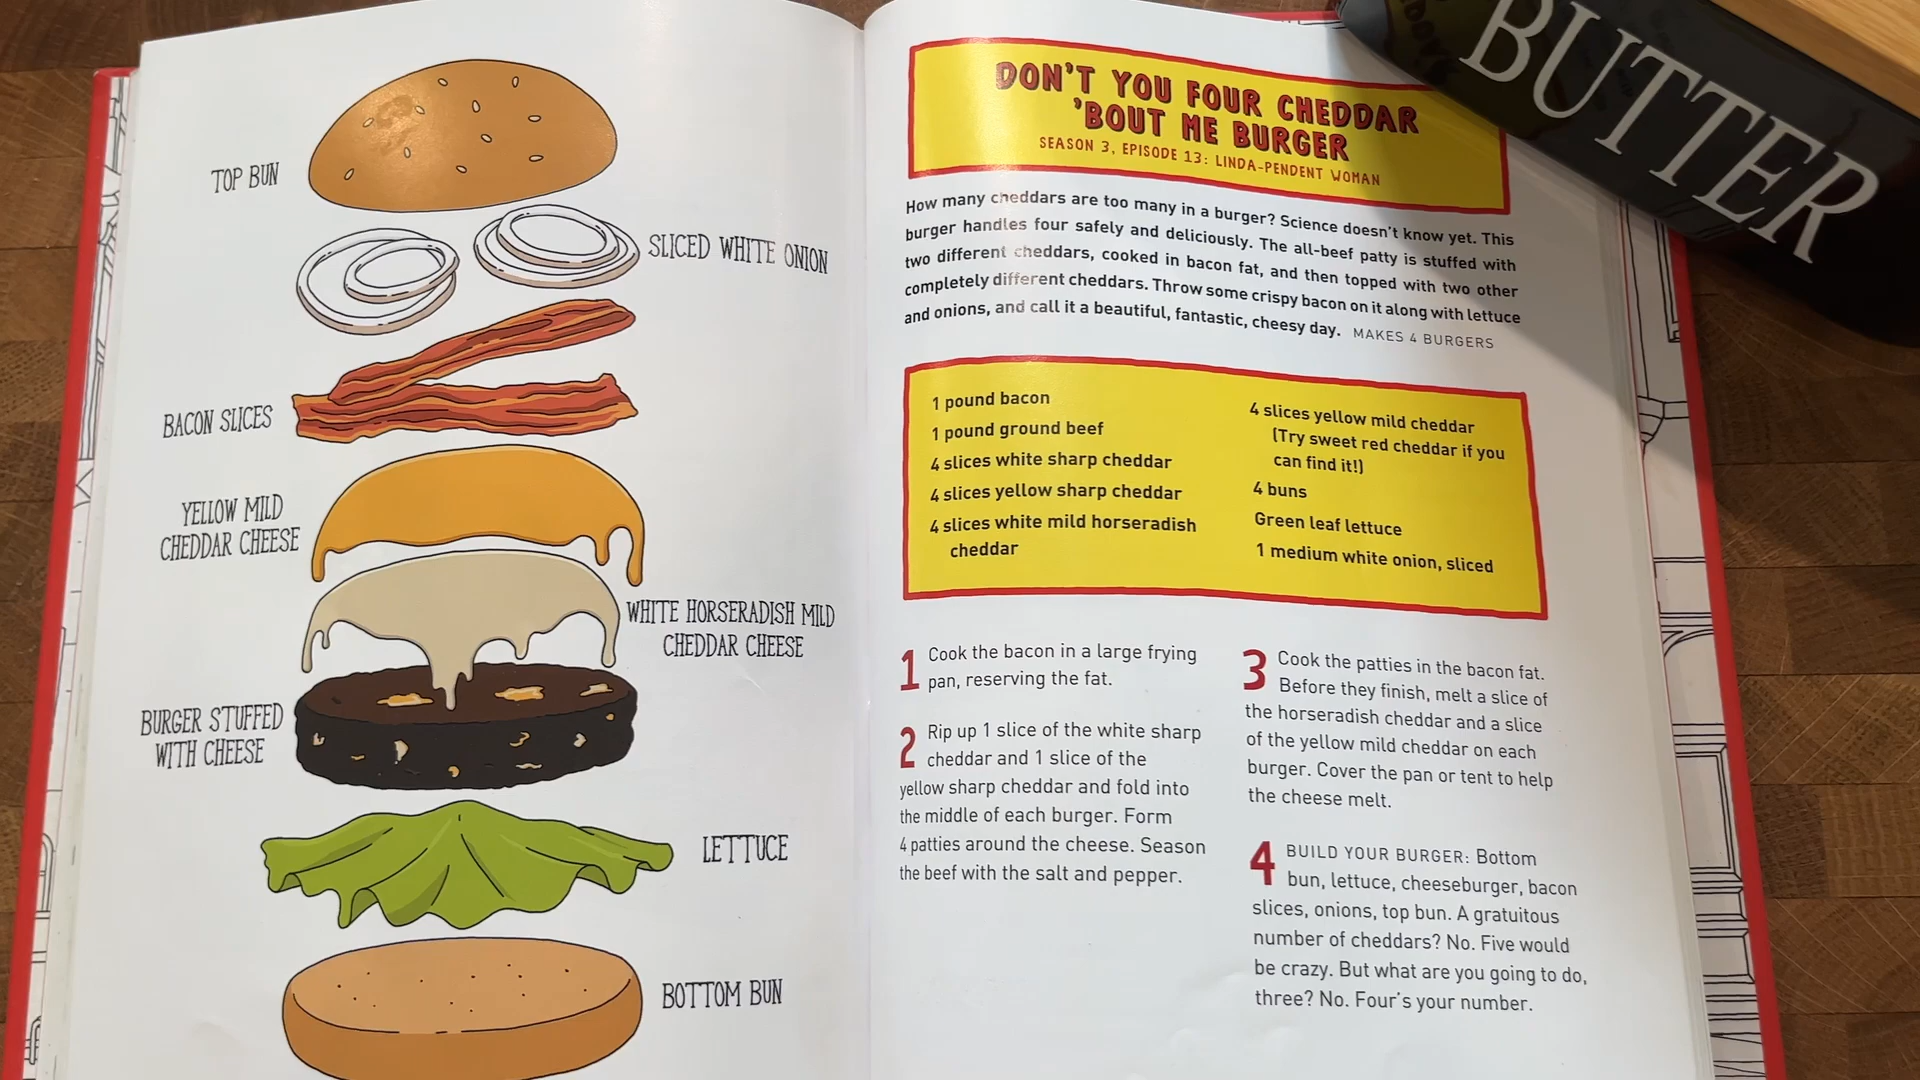 TOP BUN
SLICED WHITE ONION
BACON SLICES
YELLOW MILD
CHEDDAR CHEESE
WHITE HORSERADISH MILD
CHEDDAR CHEESE
BURGER STUFFED
WITH CHEESE
LETTUCE
BOTTOM BUN
DON'T YOU FOUR CHEDDAR
'BOUT ME BURGER
SEASON 3, EPISODE 13: LINDA-PENDENT WOMAN
How many cheddars are too many in a burger? Science doesn't know yet. This
burger handles four safely and deliciously. The all-beef patty is stuffed with
two different cheddars, cooked in bacon fat, and then topped with two other
completely different cheddars. Throw some crispy bacon on it along with lettuce
and onions, and call it a beautiful, fantastic, cheesy day. MAKES 4 BURGERS
1 pound bacon
1 pound ground beef
4 slices white sharp cheddar
4 slices yellow sharp cheddar
4 slices white mild horseradish
cheddar
4 slices yellow mild cheddar
(Try sweet red cheddar if you
can find it!)
4 buns
Green leaf lettuce
1 medium white onion, sliced
1 Cook the bacon in a large frying
pan, reserving the fat.
2 Rip up 1 slice of the white sharp
cheddar and 1 slice of the
yellow sharp cheddar and fold into
the middle of each burger. Form
4 patties around the cheese. Season
the beef with the salt and pepper.
3 Cook the patties in the bacon fat.
Before they finish, melt a slice of
the horseradish cheddar and a slice
of the yellow mild cheddar on each
burger. Cover the pan or tent to help
the cheese melt.
4 BUILD YOUR BURGER: Bottom
bun, lettuce, cheeseburger, bacon
slices, onions, top bun. A gratuitous
number of cheddars? No. Five would
be crazy. But what are you going to do,
three? No. Four's your number.
BUTTER